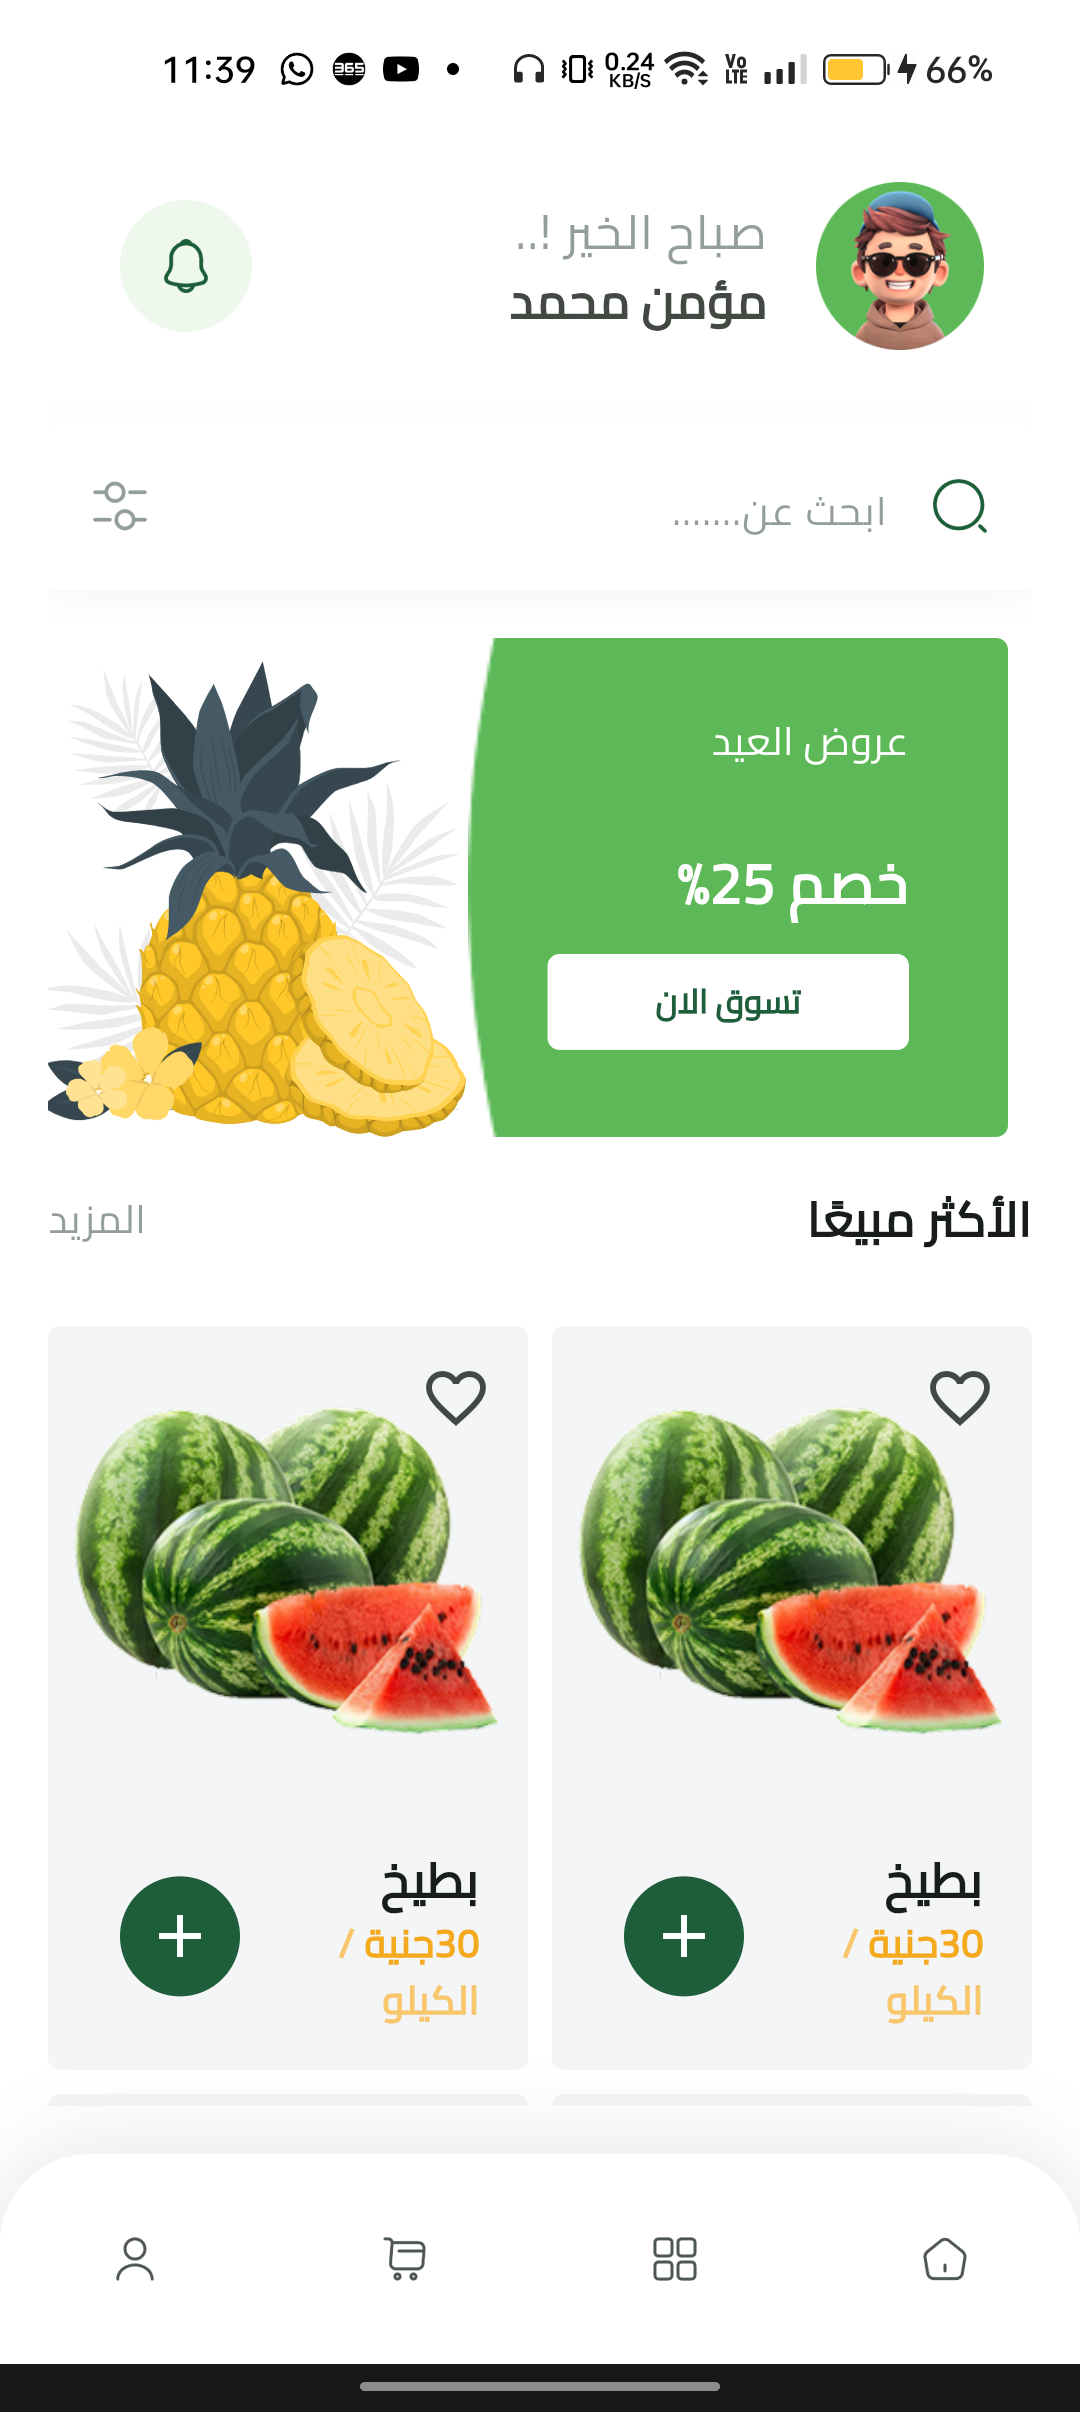 11:39
365
0.24
KB/S
Vo
LTE
66%
صباح الخير !..
مؤمن محمد
ابحث عن.......
عروض العيد
خصم 25%
تسوق الان
الأكثر مبيعًا
المزيد
بطيخ
30جنية /
الكيلو
بطيخ
30جنية /
الكيلو